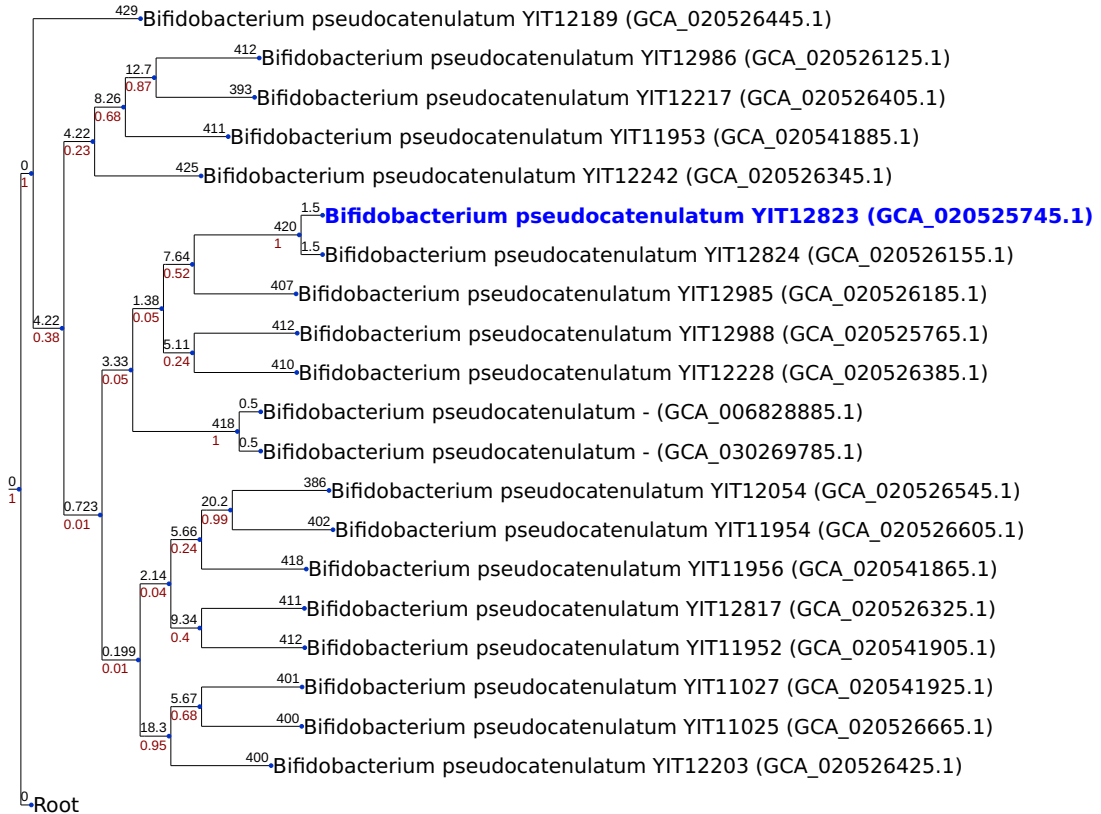 429 Bifidobacterium pseudocatenulatum YIT12189 (GCA_020526445.1)
412 Bifidobacterium pseudocatenulatum YIT12986 (GCA_020526125.1)
12.7
0.87
393 Bifidobacterium pseudocatenulatum YIT12217 (GCA_020526405.1)
8.26
0.68
411 Bifidobacterium pseudocatenulatum YIT11953 (GCA_020541885.1)
4.22
0.23
425 Bifidobacterium pseudocatenulatum YIT12242 (GCA_020526345.1)
0
1
1.5 Bifidobacterium pseudocatenulatum YIT12823 (GCA_020525745.1)
420
1
1.5 Bifidobacterium pseudocatenulatum YIT12824 (GCA_020526155.1)
7.64
0.52
407 Bifidobacterium pseudocatenulatum YIT12985 (GCA_020526185.1)
1.38
0.05
412 Bifidobacterium pseudocatenulatum YIT12988 (GCA_020525765.1)
4.22
0.38
5.11
0.24
410 Bifidobacterium pseudocatenulatum YIT12228 (GCA_020526385.1)
3.33
0.05
0.5 Bifidobacterium pseudocatenulatum - (GCA_006828885.1)
418
1
0.5 Bifidobacterium pseudocatenulatum - (GCA_030269785.1)
0
1
386 Bifidobacterium pseudocatenulatum YIT12054 (GCA_020526545.1)
20.2
0.99
0.723
0.01
402 Bifidobacterium pseudocatenulatum YIT11954 (GCA_020526605.1)
5.66
0.24
418 Bifidobacterium pseudocatenulatum YIT11956 (GCA_020541865.1)
2.14
0.04
411 Bifidobacterium pseudocatenulatum YIT12817 (GCA_020526325.1)
9.34
0.4
412 Bifidobacterium pseudocatenulatum YIT11952 (GCA_020541905.1)
0.199
0.01
401 Bifidobacterium pseudocatenulatum YIT11027 (GCA_020541925.1)
5.67
0.68
400 Bifidobacterium pseudocatenulatum YIT11025 (GCA_020526665.1)
18.3
0.95
400 Bifidobacterium pseudocatenulatum YIT12203 (GCA_020526425.1)
0 Root